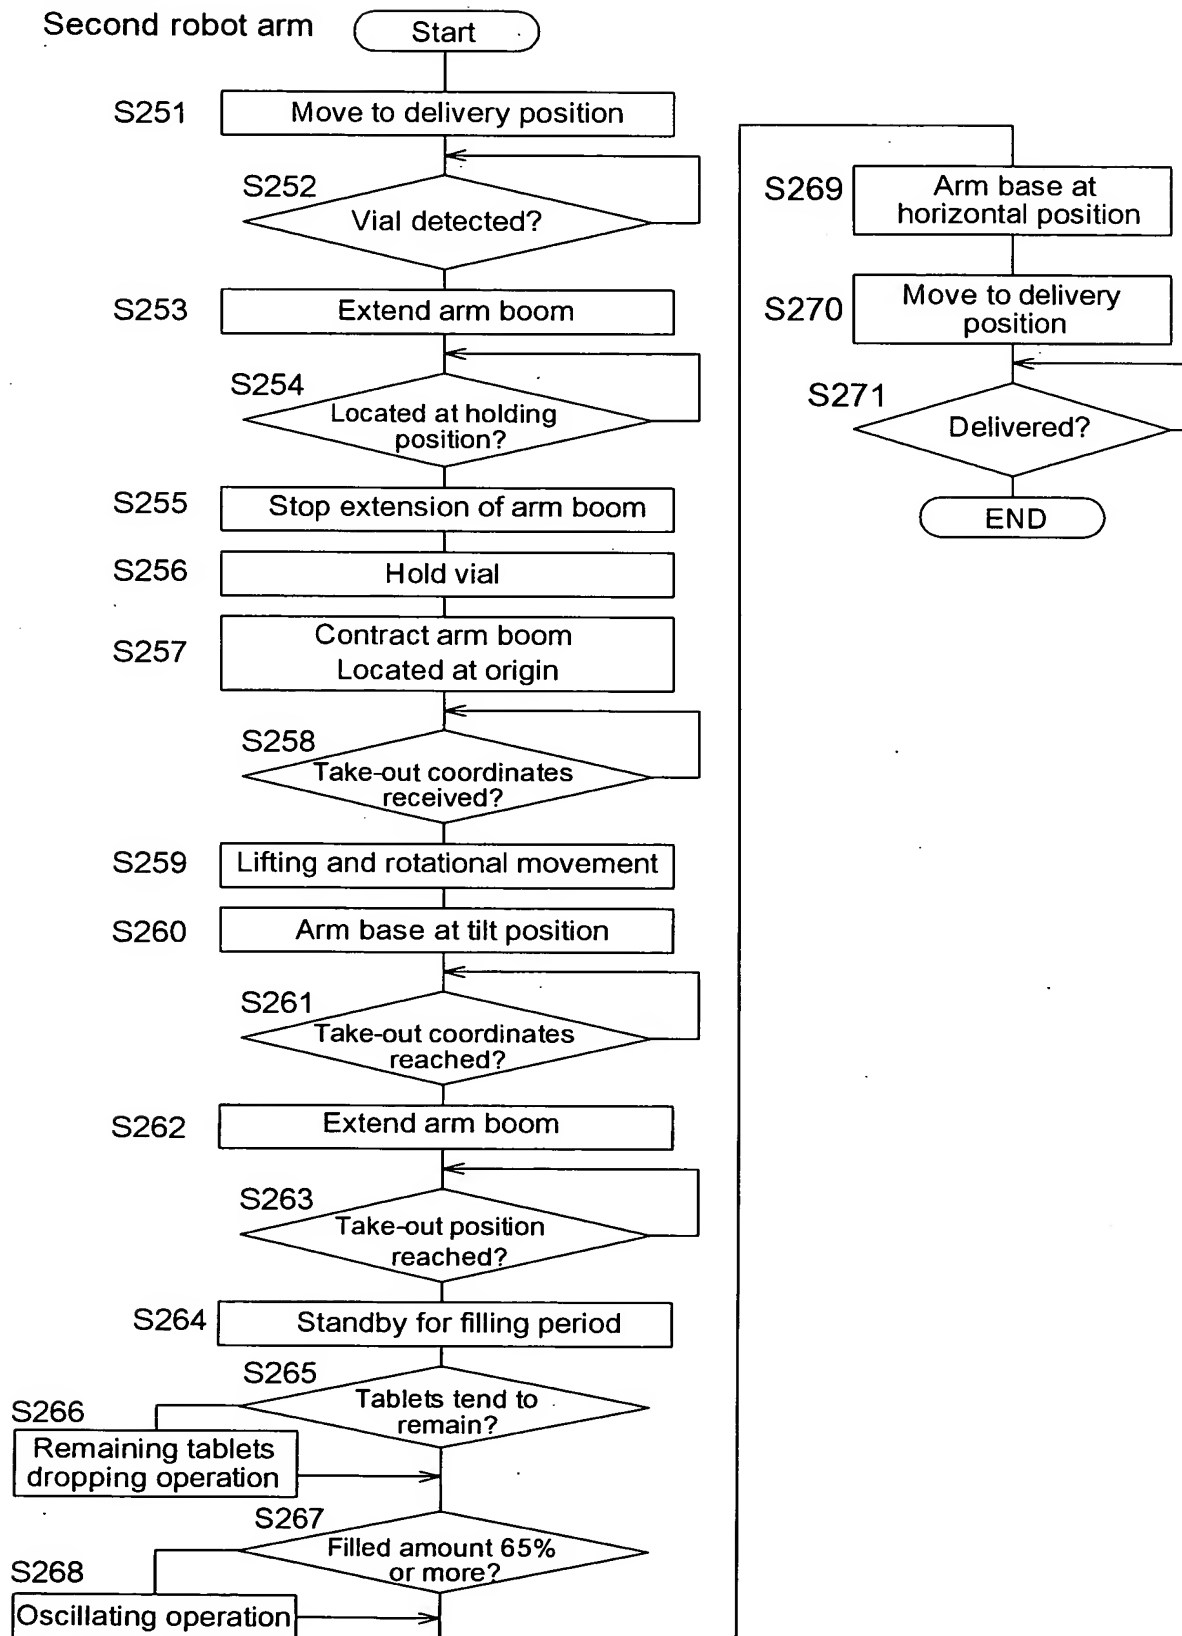 Second robot arm
Start
S251
Move to delivery position
S252
Vial detected?
S253
Extend arm boom
S254
Located at holding
position?
S255
Stop extension of arm boom
S256
Hold vial
S257
Contract arm boom
Located at origin
S258
Take-out coordinates
received?
S259
Lifting and rotational movement
S260
Arm base at tilt position
S261
Take-out coordinates
reached?
S262
Extend arm boom
S263
Take-out position
reached?
S264
Standby for filling period
S265
Tablets tend to
remain?
S266
Remaining tablets
dropping operation
S267
Filled amount 65%
or more?
S268
Oscillating operation
S269
Arm base at
horizontal position
S270
Move to delivery
position
S271
Delivered?
END